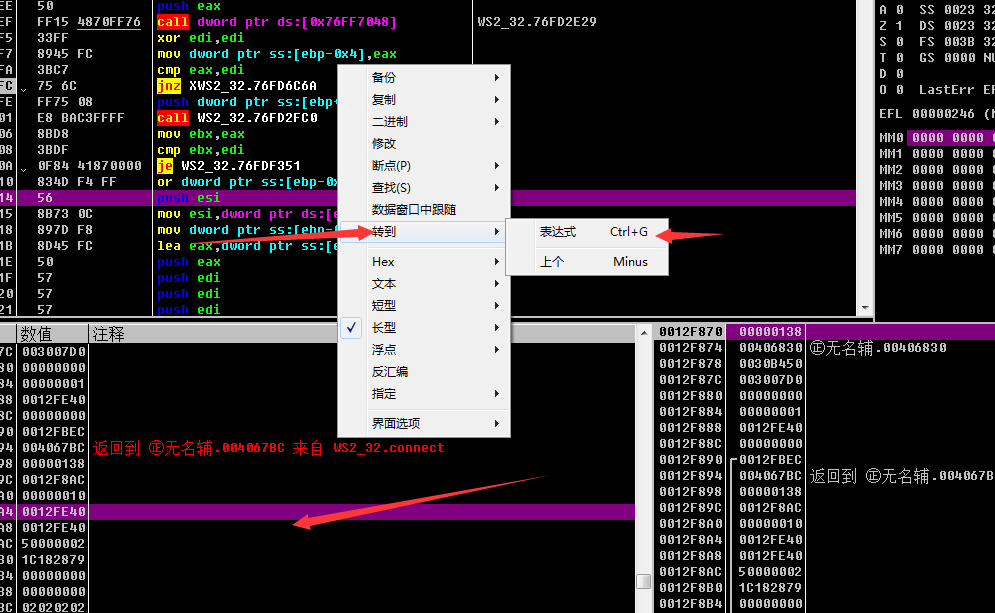 EE 50 push eax
EF FF15 4870FF76 call dword ptr ds:[0x76FF7048] WS2_32.76FD2E29
F5 33FF xor edi,edi
F7 8945 FC mov dword ptr ss:[ebp-0x4],eax
FA 3BC7 cmp eax,edi
FC 75 6C jnz XWS2_32.76FD6C6A
FE FF75 08 push dword ptr ss:[ebp+
01 E8 BAC3FFFF call WS2_32.76FD2FC0
06 8BD8 mov ebx,eax
08 3BDF cmp ebx,edi
0A 0F84 41870000 je WS2_32.76FDF351
10 834D F4 FF or dword ptr ss:[ebp-0x
14 56 push esi
15 8B73 0C mov esi,dword ptr ds:[e
18 897D F8 mov dword ptr ss:[ebp-0
1B 8D45 FC lea eax,dword ptr ss:[e
1E 50 push eax
1F 57 push edi
20 57 push edi
21 57 push edi
A 0 SS 0023 32
Z 1 DS 0023 32
S 0 FS 003B 32
T 0 GS 0000 NU
D 0
O 0 LastErr ER
EFL 00000246 (N
MM0 0000 0000
MM1 0000 0000
MM2 0000 0000
MM3 0000 0000
MM4 0000 0000
MM5 0000 0000
MM6 0000 0000
MM7 0000 0000
备份
复制
二进制
修改
断点(P)
查找(S)
数据窗口中跟随
转到
Hex
文本
短型
长型
浮点
反汇编
指定
界面选项
表达式 Ctrl+G
上个 Minus
数值 注释
7C 003007D0
80 00000000
84 00000001
88 0012FE40
8C 00000000
90 0012FBEC
94 004067BC 返回到 ㊣无名辅.004067BC 来自 WS2_32.connect
98 00000138
9C 0012F8AC
A0 00000010
A4 0012FE40
A8 0012FE40
AC 50000002
B0 1C182879
B4 00000000
B8 00000000
BC 02020202
0012F870 00000138
0012F874 00406830 ㊣无名辅.00406830
0012F878 0030B450
0012F87C 003007D0
0012F880 00000000
0012F884 00000001
0012F888 0012FE40
0012F88C 00000000
0012F890 0012FBEC
0012F894 004067BC 返回到 ㊣无名辅.004067B
0012F898 00000138
0012F89C 0012F8AC
0012F8A0 00000010
0012F8A4 0012FE40
0012F8A8 0012FE40
0012F8AC 50000002
0012F8B0 1C182879
0012F8B4 00000000